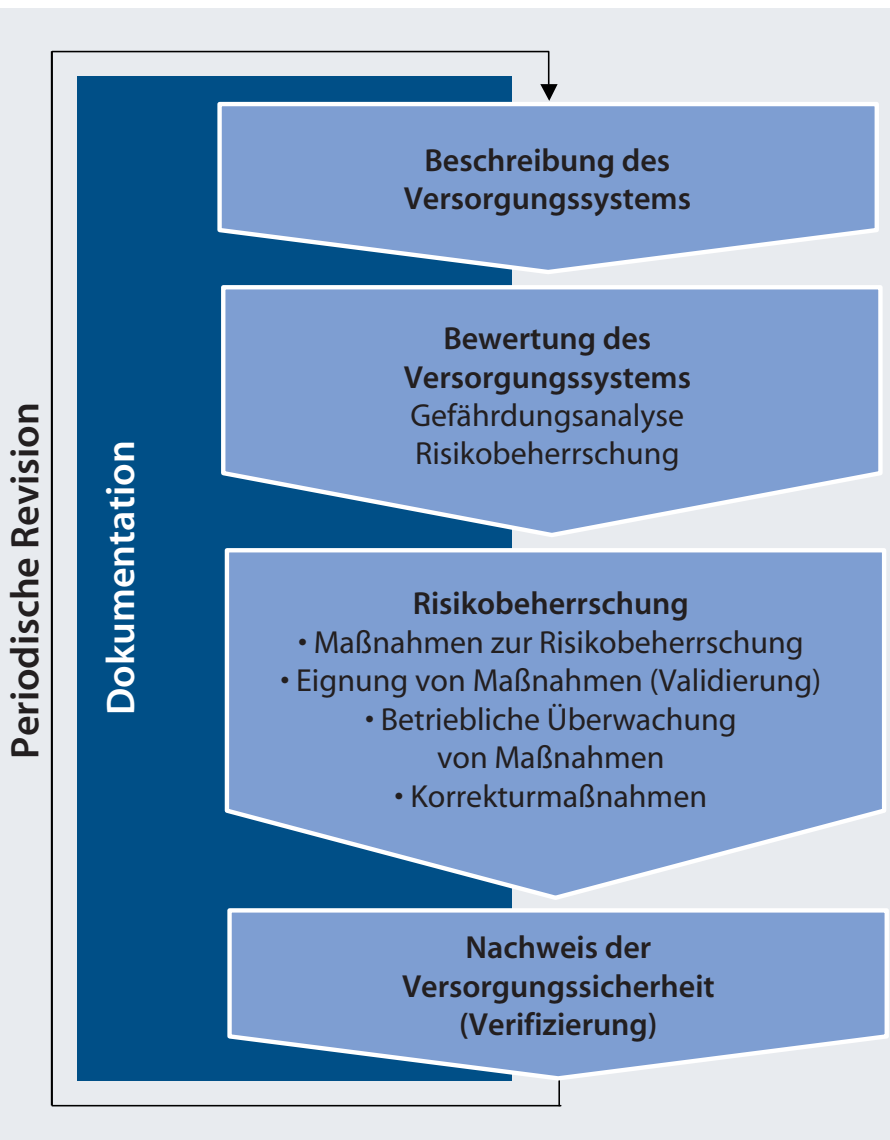 Periodische Revision
Dokumentation
Beschreibung des
Versorgungssystems
Bewertung des
Versorgungssystems
Gefährdungsanalyse
Risikobeherrschung
Risikobeherrschung
• Maßnahmen zur Risikobeherrschung
• Eignung von Maßnahmen (Validierung)
• Betriebliche Überwachung
von Maßnahmen
• Korrekturmaßnahmen
Nachweis der
Versorgungssicherheit
(Verifizierung)